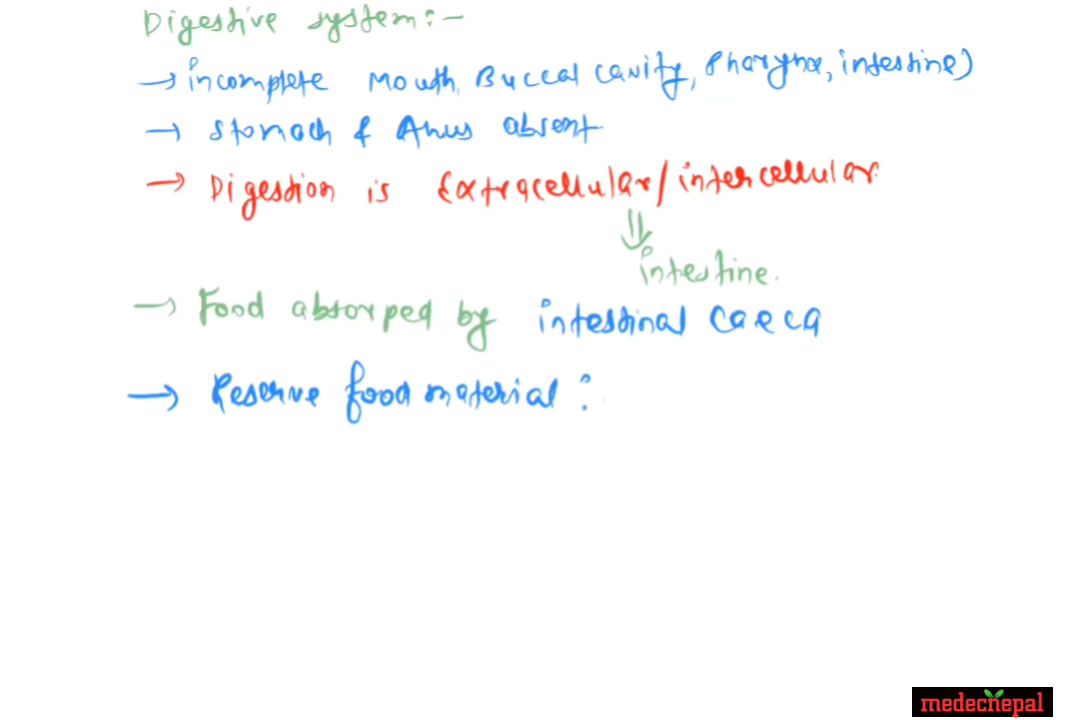 Digestive system:-
→ incomplete Mouth, Buccal cavity, Pharynx, intestine)
→ Stomach & Anus absent
→ Digestion is Extracellular/intercellular
intestine.
→ Food absorped by intestinal caeca
→ Reserve food material :
medecnepal